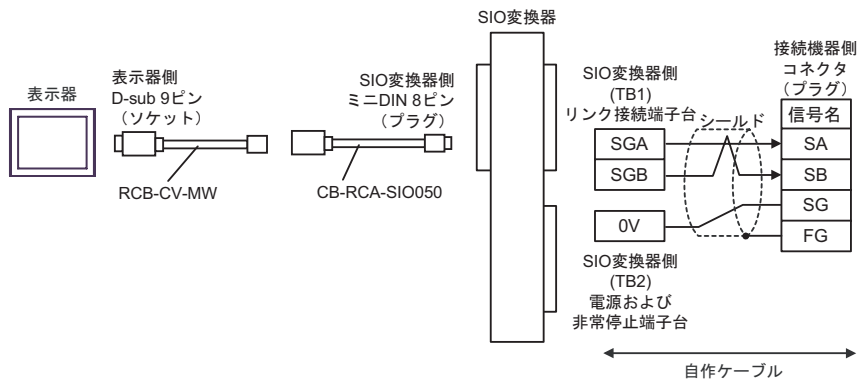 SIO変換器
表示器
表示器側
D-sub 9ピン
（ソケット）
RCB-CV-MW
SIO変換器側
ミニDIN 8ピン
（プラグ）
CB-RCA-SIO050
SIO変換器側
(TB1)
リンク接続端子台
シールド
SGA
SGB
0V
SIO変換器側
(TB2)
電源および
非常停止端子台
接続機器側
コネクタ
（プラグ）
信号名
SA
SB
SG
FG
自作ケーブル